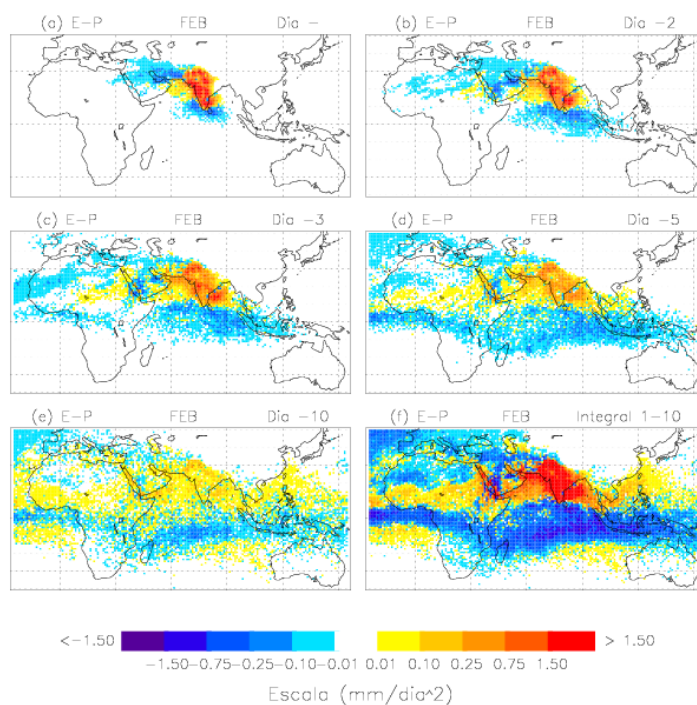 (a) E-P FEB Dia -
(b) E-P FEB Dia -2
(c) E-P FEB Dia -3
(d) E-P FEB Dia -5
(e) E-P FEB Dia -10
(f) E-P FEB Integral 1-10
<-1.50 > 1.50
-1.50-0.75-0.25-0.10-0.01 0.01 0.10 0.25 0.75 1.50
Escala (mm/dia^2)